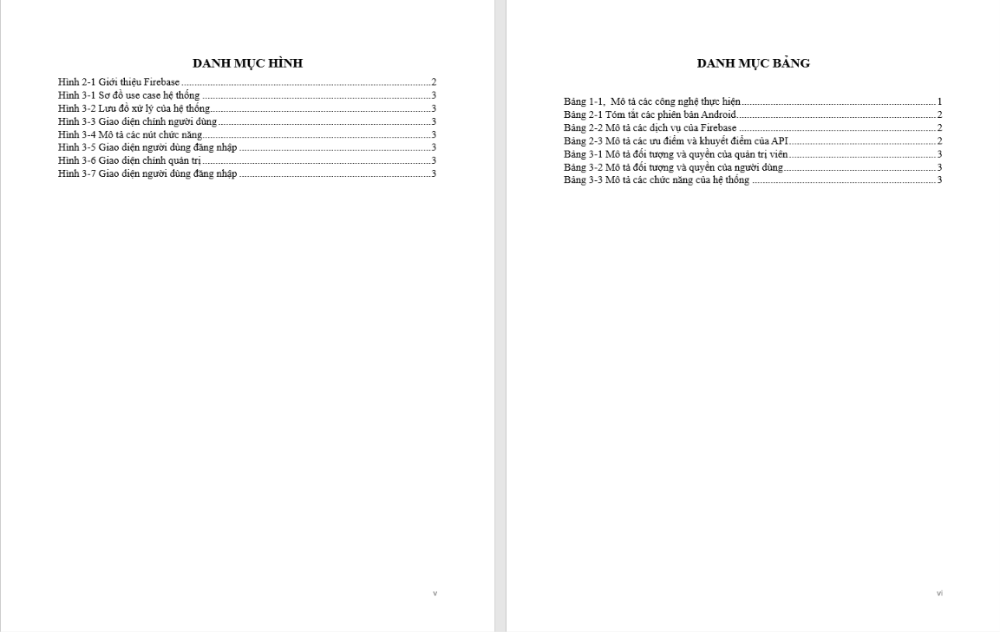 DANH MỤC HÌNH
Hình 2-1 Giới thiệu Firebase ........ 2
Hình 3-1 Sơ đồ use case hệ thống ........ 3
Hình 3-2 Lưu đồ xử lý của hệ thống ........ 3
Hình 3-3 Giao diện chính người dùng ........ 3
Hình 3-4 Mô tả các nút chức năng ........ 3
Hình 3-5 Giao diện người dùng đăng nhập ........ 3
Hình 3-6 Giao diện chính quản trị ........ 3
Hình 3-7 Giao diện người dùng đăng nhập ........ 3
v
DANH MỤC BẢNG
Bảng 1-1,  Mô tả các công nghệ thực hiện ........ 1
Bảng 2-1 Tóm tắt các phiên bản Android ........ 2
Bảng 2-2 Mô tả các dịch vụ của Firebase ........ 2
Bảng 2-3 Mô tả các ưu điểm và khuyết điểm của API ........ 2
Bảng 3-1 Mô tả đối tượng và quyền của quản trị viên ........ 3
Bảng 3-2 Mô tả đối tượng và quyền của người dùng ........ 3
Bảng 3-3 Mô tả các chức năng của hệ thống ........ 3
vi